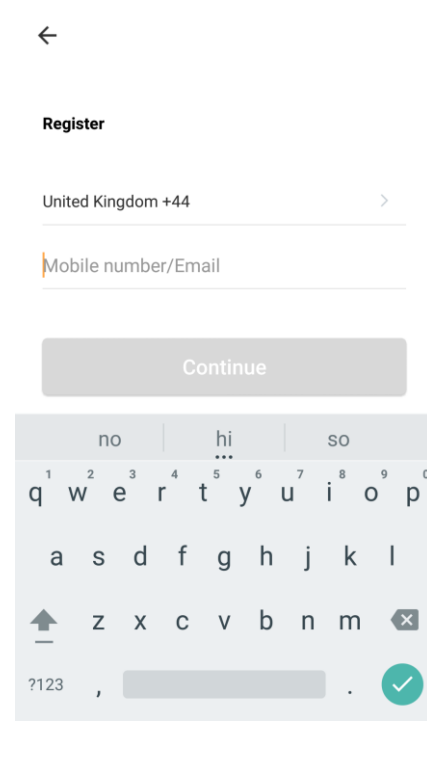 Register
United Kingdom +44
Mobile number/Email
Continue
no hi so
1 2 3 4 5 6 7 8 9 0
q w e r t y u i o p
a s d f g h j k l
z x c v b n m
?123 , .